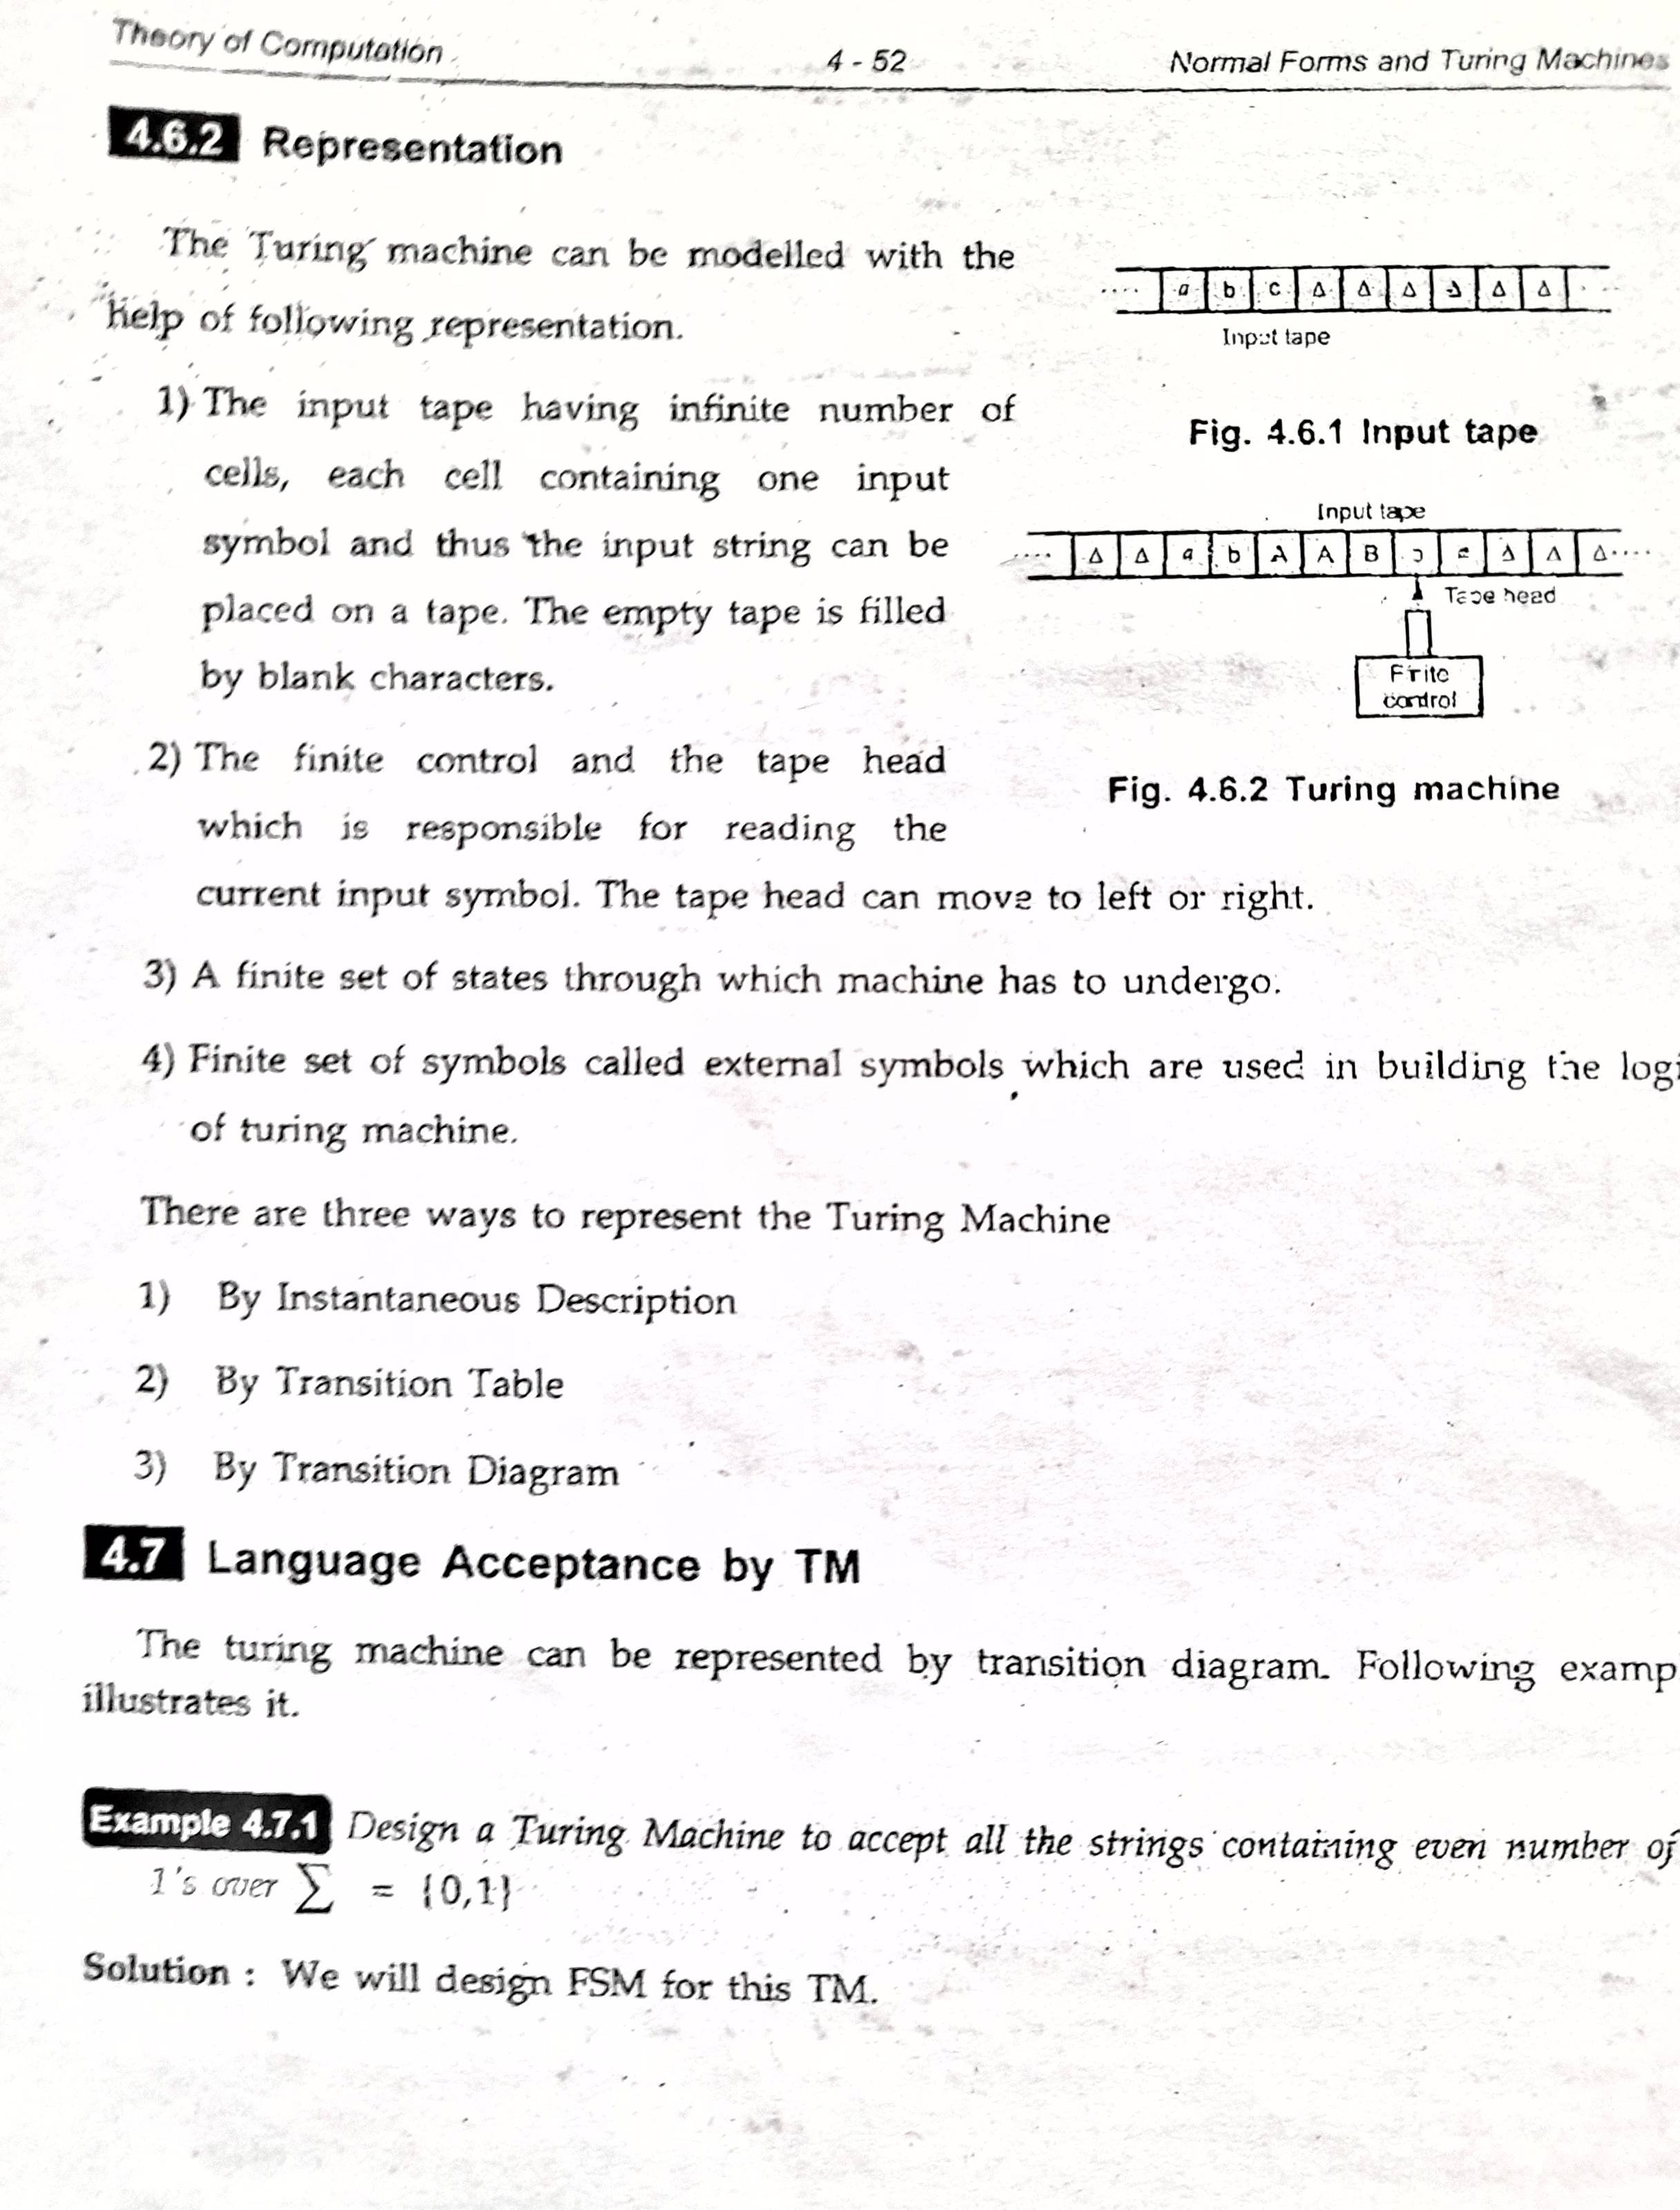 Theory of Computation 4 - 52 Normal Forms and Turing Machines
4.6.2 Representation
The Turing machine can be modelled with the
help of following representation.
.... a b c Δ Δ Δ Δ Δ
Input tape
Fig. 4.6.1 Input tape
1) The input tape having infinite number of
cells, each cell containing one input
symbol and thus the input string can be
placed on a tape. The empty tape is filled
by blank characters.
Input tape
.... Δ Δ a b A A B Δ Δ Δ ....
Tape head
control
Fig. 4.6.2 Turing machine
2) The finite control and the tape head
which is responsible for reading the
current input symbol. The tape head can move to left or right.
3) A finite set of states through which machine has to undergo.
4) Finite set of symbols called external symbols which are used in building the logi
of turing machine.
There are three ways to represent the Turing Machine
1) By Instantaneous Description
2) By Transition Table
3) By Transition Diagram
4.7 Language Acceptance by TM
The turing machine can be represented by transition diagram. Following examp
illustrates it.
Example 4.7.1 Design a Turing Machine to accept all the strings containing even number of
1's over ∑ = {0,1}
Solution : We will design FSM for this TM.